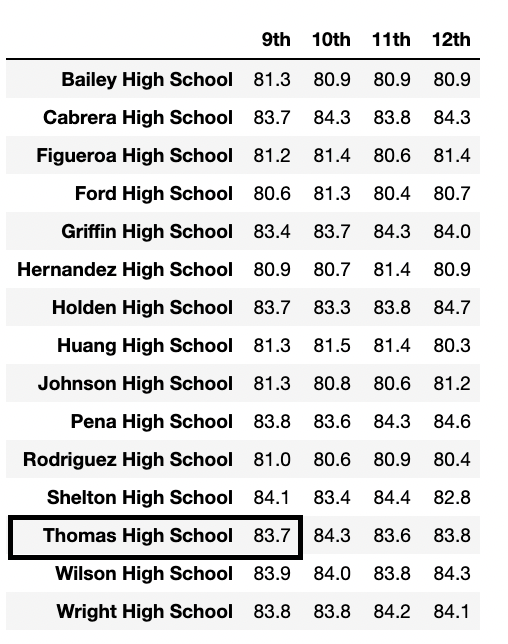 9th 10th 11th 12th
Bailey High School 81.3 80.9 80.9 80.9
Cabrera High School 83.7 84.3 83.8 84.3
Figueroa High School 81.2 81.4 80.6 81.4
Ford High School 80.6 81.3 80.4 80.7
Griffin High School 83.4 83.7 84.3 84.0
Hernandez High School 80.9 80.7 81.4 80.9
Holden High School 83.7 83.3 83.8 84.7
Huang High School 81.3 81.5 81.4 80.3
Johnson High School 81.3 80.8 80.6 81.2
Pena High School 83.8 83.6 84.3 84.6
Rodriguez High School 81.0 80.6 80.9 80.4
Shelton High School 84.1 83.4 84.4 82.8
Thomas High School 83.7 84.3 83.6 83.8
Wilson High School 83.9 84.0 83.8 84.3
Wright High School 83.8 83.8 84.2 84.1